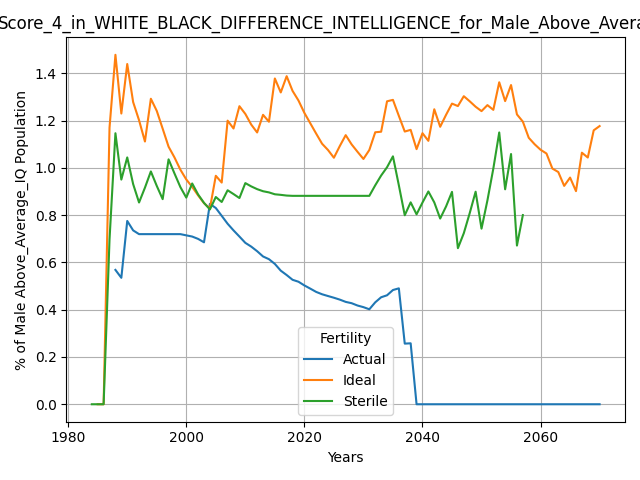 Score_4_in_WHITE_BLACK_DIFFERENCE_INTELLIGENCE_for_Male_Above_Avera
% of Male Above_Average_IQ Population
1.4
1.2
1.0
0.8
0.6
0.4
0.2
0.0
Fertility
Actual
Ideal
Sterile
1980 2000 2020 2040 2060
Years